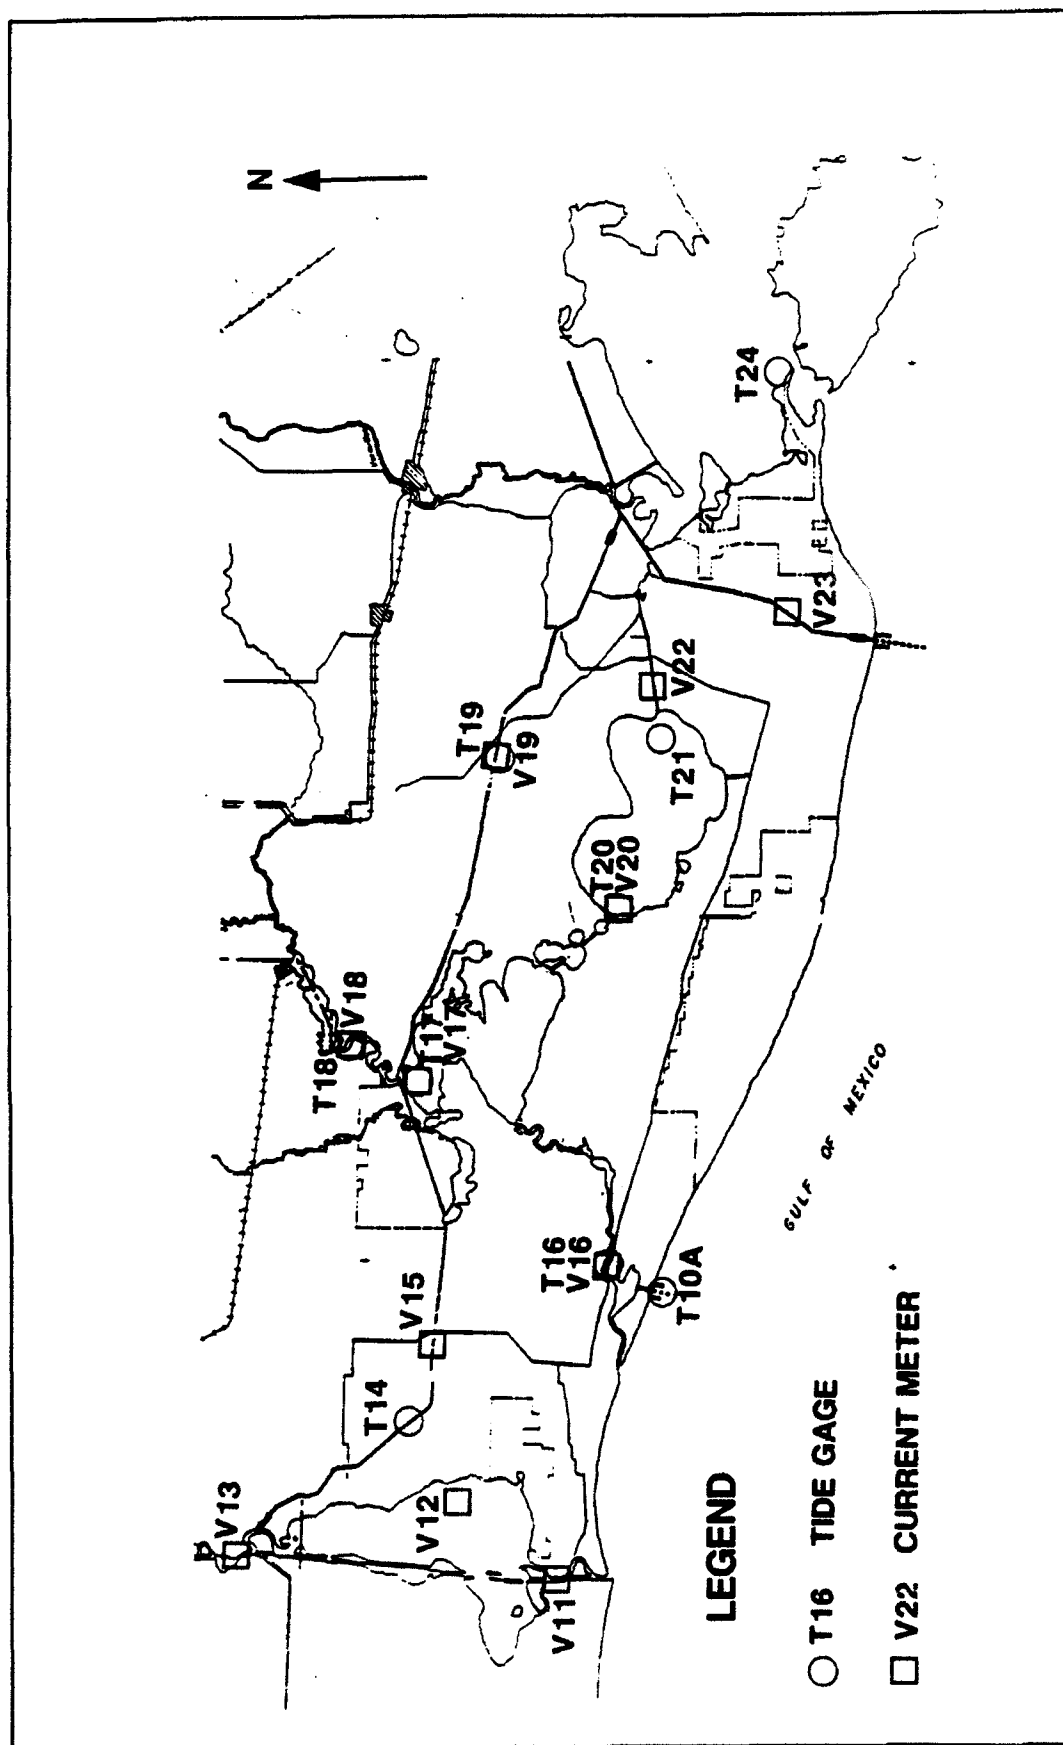 N
V13
T14
V15
V12
V11
T18
V18
T17
V17
T16
V16
T10A
T19
V19
T20
V20
T21
V22
V23
T24
GULF OF MEXICO
LEGEND
T16 TIDE GAGE
V22 CURRENT METER